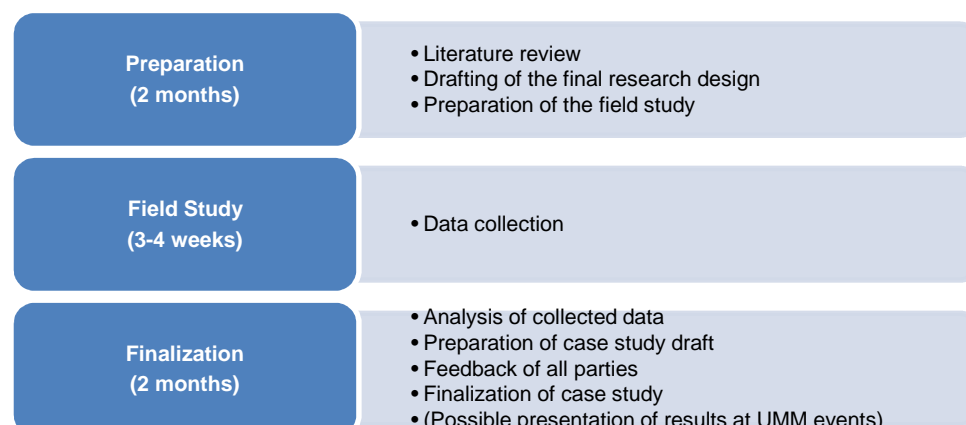 Preparation
(2 months)
• Literature review
• Drafting of the final research design
• Preparation of the field study
Field Study
(3-4 weeks)
• Data collection
Finalization
(2 months)
• Analysis of collected data
• Preparation of case study draft
• Feedback of all parties
• Finalization of case study
• (Possible presentation of results at UMM events)